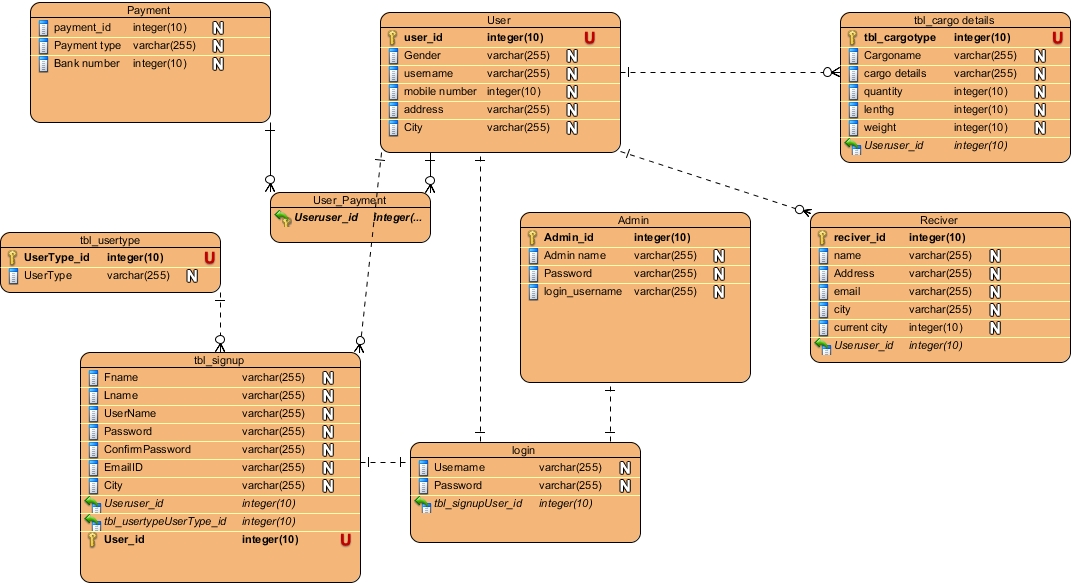 Payment
payment_id integer(10) N
Payment type varchar(255) N
Bank number integer(10) N
User
user_id integer(10) U
Gender varchar(255) N
username varchar(255) N
mobile number integer(10) N
address varchar(255) N
City varchar(255) N
tbl_cargo details
tbl_cargotype integer(10) U
Cargoname varchar(255) N
cargo details varchar(255) N
quantity integer(10) N
lenthg integer(10) N
weight integer(10) N
Useruser_id integer(10)
User_Payment
Useruser_id integer(...
tbl_usertype
UserType_id integer(10) U
UserType varchar(255) N
Admin
Admin_id integer(10)
Admin name varchar(255) N
Password varchar(255) N
login_username varchar(255) N
Reciver
reciver_id integer(10)
name varchar(255) N
Address varchar(255) N
email varchar(255) N
city varchar(255) N
current city integer(10) N
Useruser_id integer(10)
tbl_signup
Fname varchar(255) N
Lname varchar(255) N
UserName varchar(255) N
Password varchar(255) N
ConfirmPassword varchar(255) N
EmailID varchar(255) N
City varchar(255) N
Useruser_id integer(10)
tbl_usertypeUserType_id integer(10)
User_id integer(10) U
login
Username varchar(255) N
Password varchar(255) N
tbl_signupUser_id integer(10)